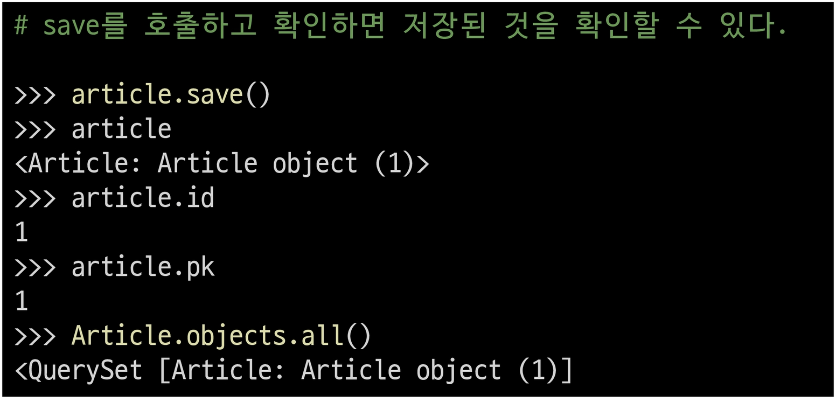 # save를 호출하고 확인하면 저장된 것을 확인할 수 있다.
>>> article.save()
>>> article
<Article: Article object (1)>
>>> article.id
1
>>> article.pk
1
>>> Article.objects.all()
<QuerySet [Article: Article object (1)]